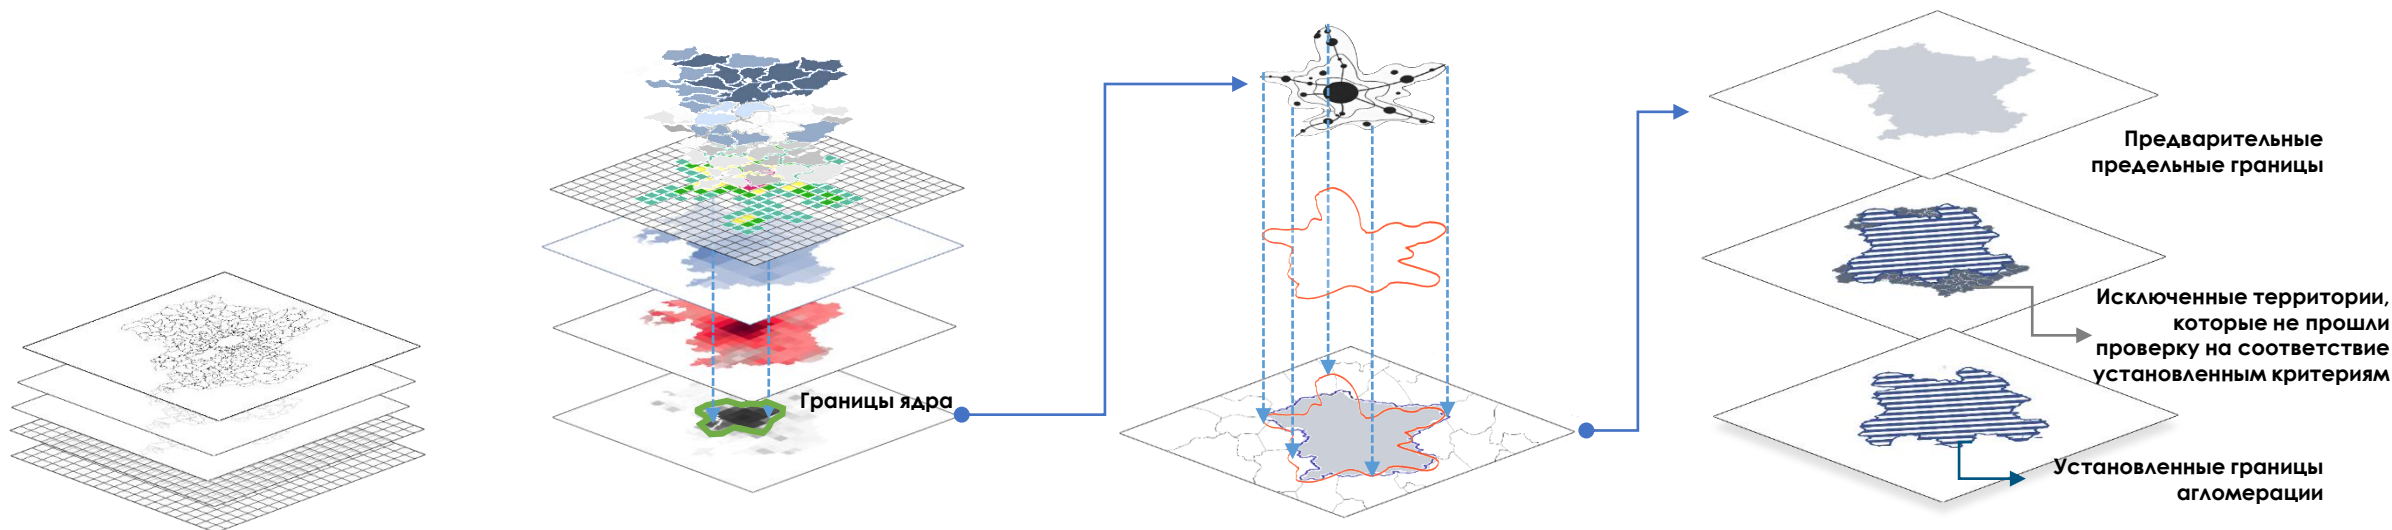 Границы ядра
Предварительные
предельные границы
Исключенные территории,
которые не прошли
проверку на соответствие
установленным критериям
Установленные границы
агломерации